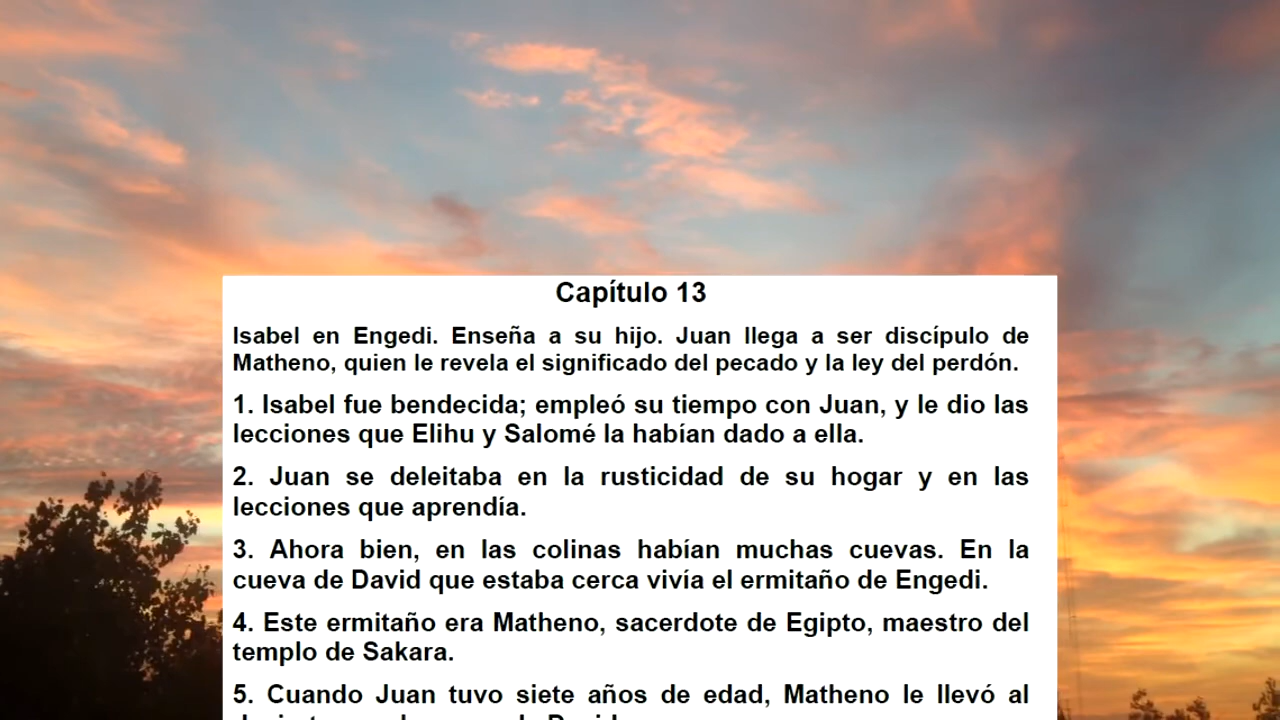 Capítulo 13
Isabel en Engedi. Enseña a su hijo. Juan llega a ser discípulo de
Matheno, quien le revela el significado del pecado y la ley del perdón.
1. Isabel fue bendecida; empleó su tiempo con Juan, y le dio las
lecciones que Elihu y Salomé la habían dado a ella.
2. Juan se deleitaba en la rusticidad de su hogar y en las
lecciones que aprendía.
3. Ahora bien, en las colinas habían muchas cuevas. En la
cueva de David que estaba cerca vivía el ermitaño de Engedi.
4. Este ermitaño era Matheno, sacerdote de Egipto, maestro del
templo de Sakara.
5. Cuando Juan tuvo siete años de edad, Matheno le llevó al